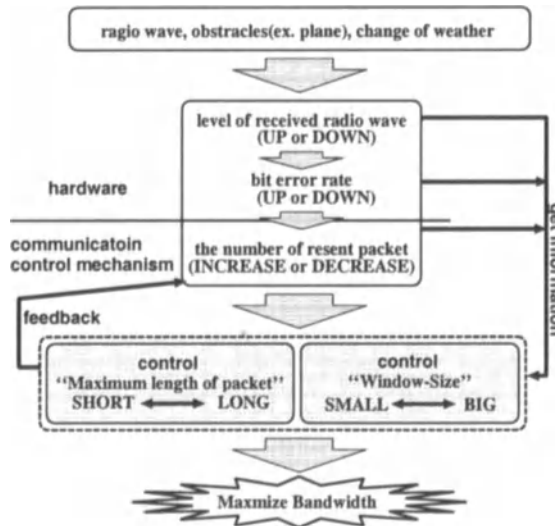 ragio wave, obstracles(ex. plane), change of weather
level of received radio wave
(UP or DOWN)
bit error rate
(UP or DOWN)
hardware
communicatoin
control mechanism
the number of resent packet
(INCREASE or DECREASE)
get information
feedback
control
"Maximum length of packet"
SHORT LONG
control
"Window-Size"
SMALL BIG
Maxmize Bandwidth